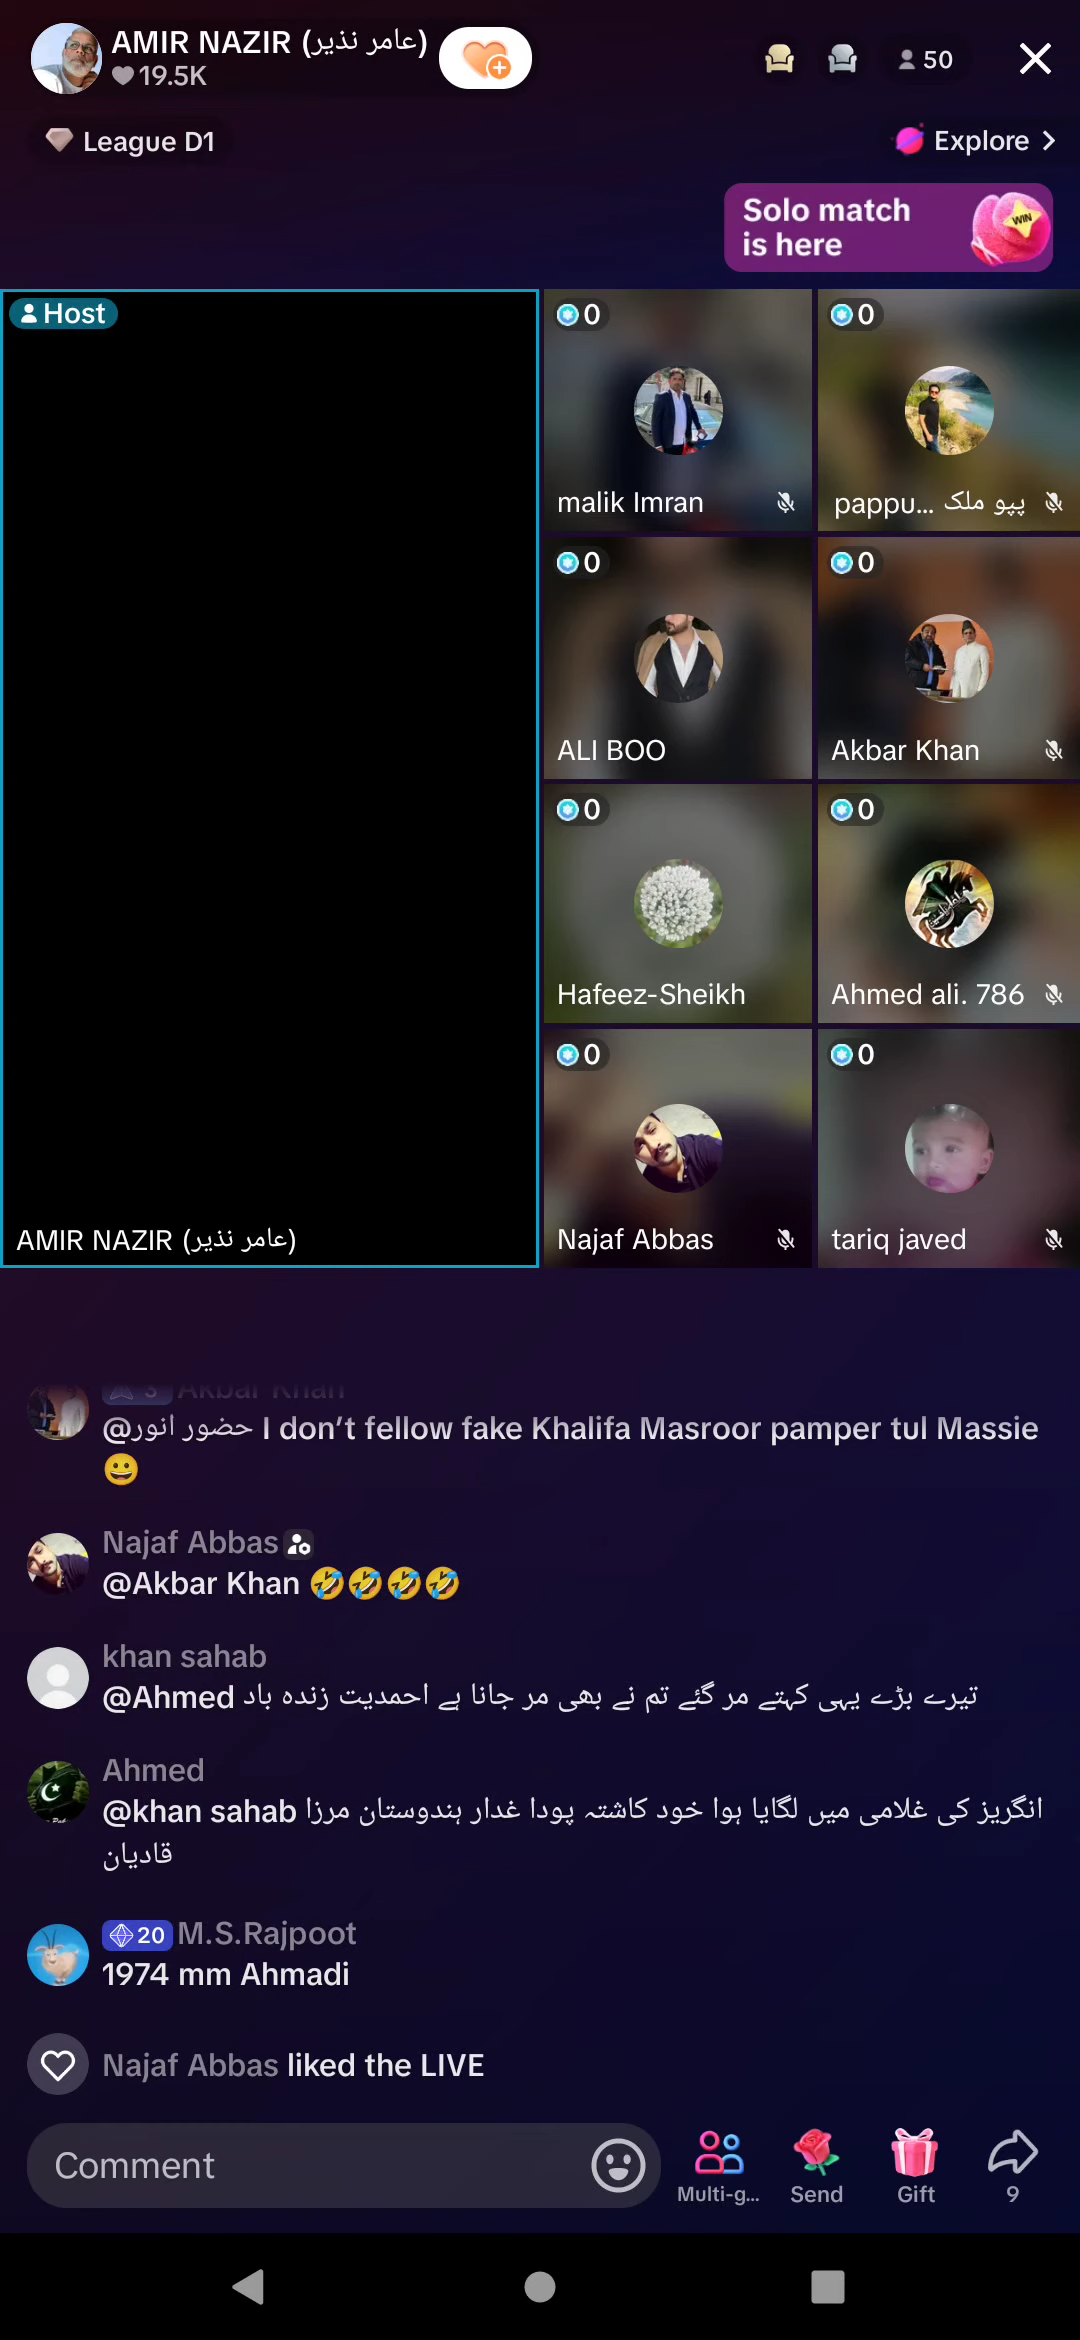 AMIR NAZIR (عامر نذیر)
19.5K
50
League D1
Explore
Solo match
is here
WIN
Host
0
0
malik Imran
pappu... پپو ملک
0
0
ALI BOO
Akbar Khan
0
0
Hafeez-Sheikh
Ahmed ali. 786
0
0
AMIR NAZIR (عامر نذیر)
Najaf Abbas
tariq javed
3 Akbar Khan
@حضور انور I don’t fellow fake Khalifa Masroor pamper tul Massie
😀
Najaf Abbas
@Akbar Khan 🤣🤣🤣🤣
khan sahab
@Ahmed تیرے بڑے یہی کہتے مر گئے تم نے بھی مر جانا ہے احمدیت زندہ باد
Ahmed
@khan sahab انگریز کی غلامی میں لگایا ہوا خود کاشتہ پودا غدار ہندوستان مرزا
قادیان
20 M.S.Rajpoot
1974 mm Ahmadi
Najaf Abbas liked the LIVE
Comment
Multi-g...
Send
Gift
9